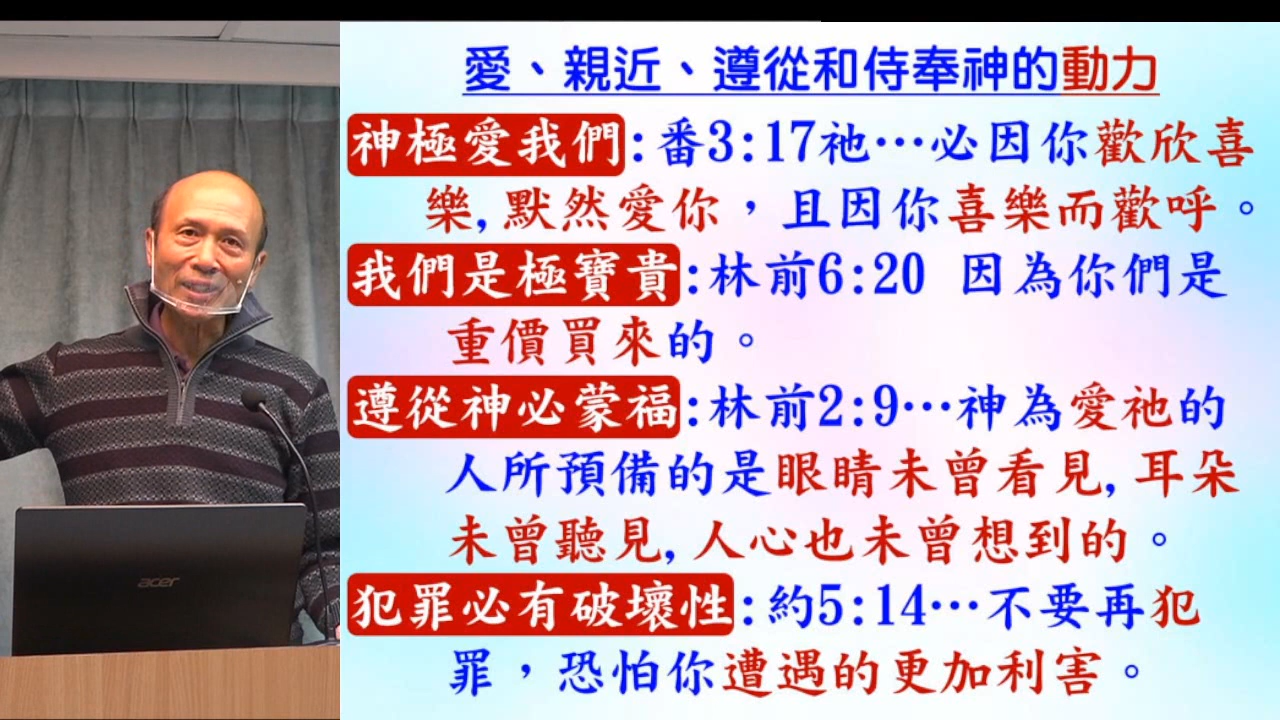 愛、親近、遵從和侍奉神的動力
神極愛我們:番3:17祂…必因你歡欣喜
樂,默然愛你，且因你喜樂而歡呼。
我們是極寶貴:林前6:20 因為你們是
重價買來的。
遵從神必蒙福:林前2:9…神為愛祂的
人所預備的是眼睛未曾看見,耳朵
未曾聽見,人心也未曾想到的。
犯罪必有破壞性:約5:14…不要再犯
罪，恐怕你遭遇的更加利害。
acer